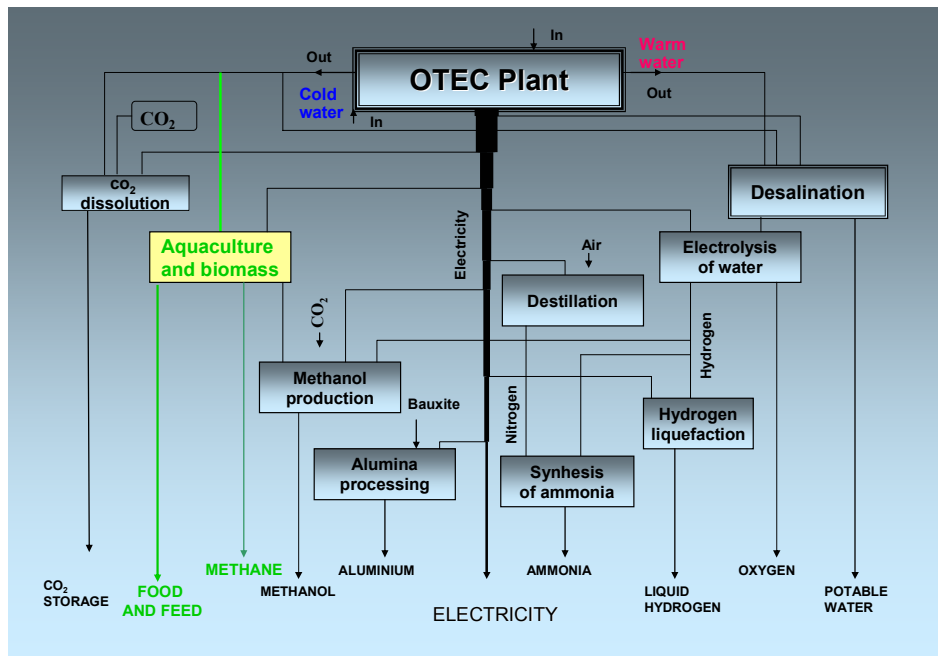 In
Out
Warm
water
OTEC Plant
Out
Cold
water
In
CO₂
CO₂
dissolution
Desalination
Aquaculture
and biomass
Electricity
Electrolysis
of water
Air
Destillation
CO₂
Hydrogen
Methanol
production
Nitrogen
Bauxite
Hydrogen
liquefaction
Alumina
processing
Synhesis
of ammonia
CO₂
STORAGE
FOOD
AND FEED
METHANE
METHANOL
ALUMINIUM
ELECTRICITY
AMMONIA
LIQUID
HYDROGEN
OXYGEN
POTABLE
WATER